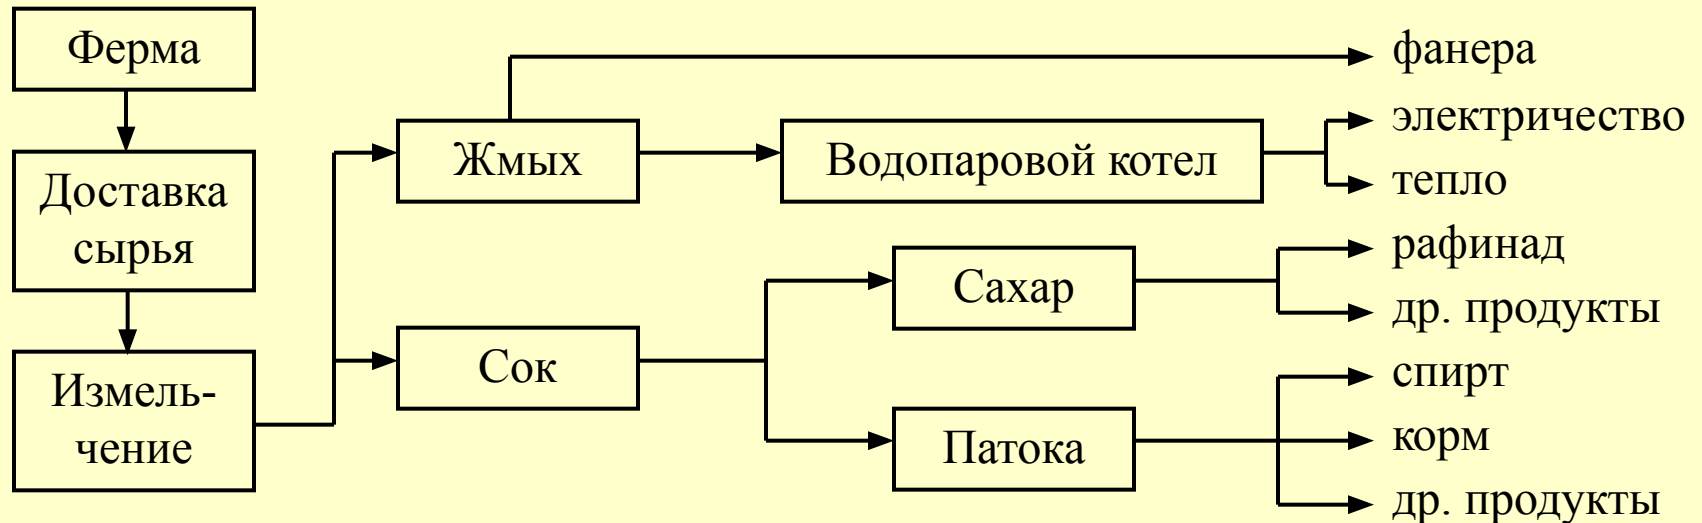 Ферма
Доставка
сырья
Измель-
чение
Жмых
Сок
Водопаровой котел
Сахар
Патока
фанера
электричество
тепло
рафинад
др. продукты
спирт
корм
др. продукты